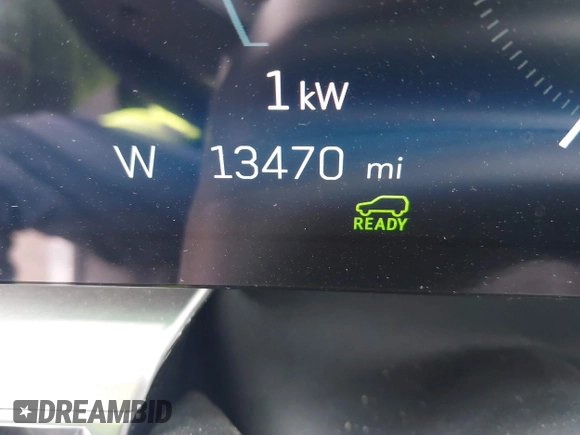 1 kW
W 13470 mi
READY
DREAMBID